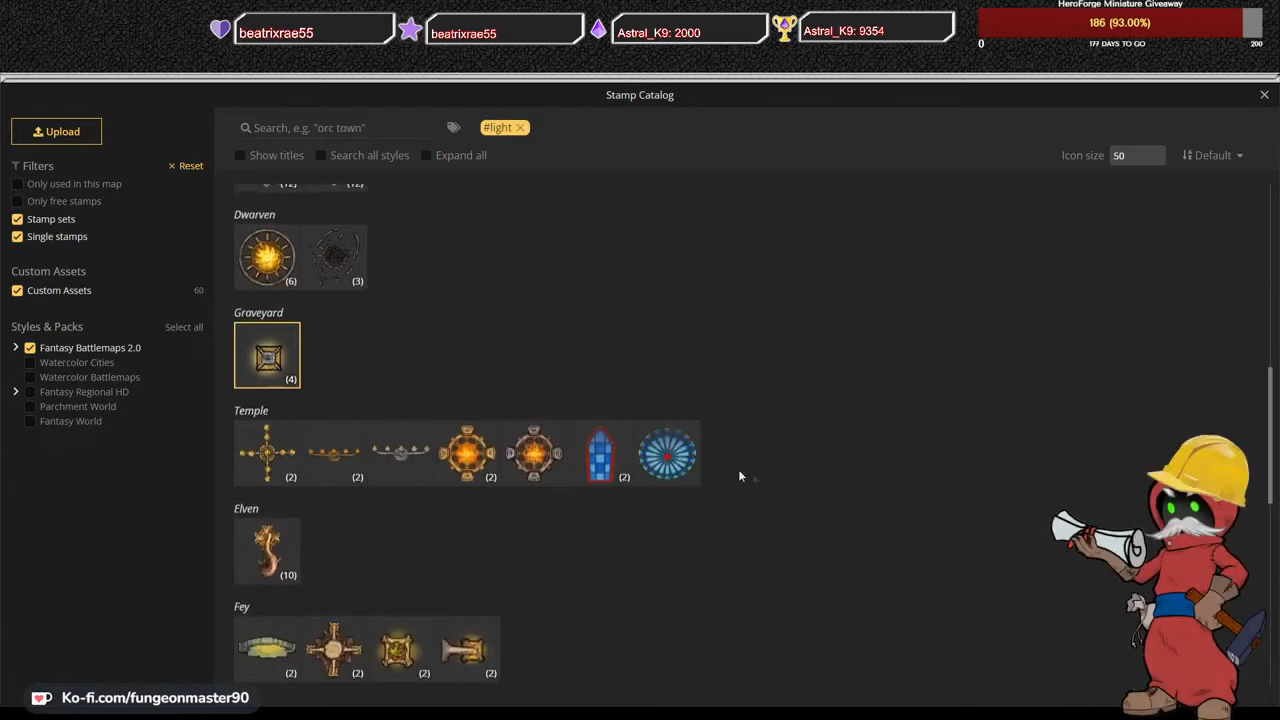 HeroForge Miniature Giveaway
beatrixrae55
beatrixrae55
Astral_K9: 2000
Astral_K9: 9354
186 (93.00%)
0
177 DAYS TO GO
200
Stamp Catalog
Upload
Search, e.g. "orc town"
#light
Filters
Reset
Show titles
Search all styles
Expand all
Icon size
50
Default
Only used in this map
Only free stamps
Stamp sets
Single stamps
Custom Assets
Custom Assets
60
Styles & Packs
Select all
Fantasy Battlemaps 2.0
Watercolor Cities
Watercolor Battlemaps
Fantasy Regional HD
Parchment World
Fantasy World
(12)
(12)
Dwarven
(6)
(3)
Graveyard
(4)
Temple
(2)
(2)
(2)
(2)
Elven
(10)
Fey
(2)
(2)
(2)
(2)
Ko-fi.com/fungeonmaster90